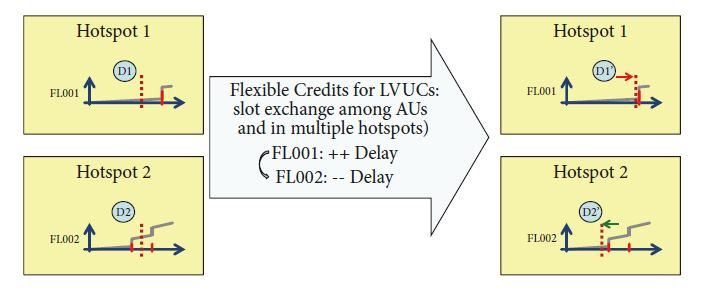 Hotspot 1
D1
FL001
Hotspot 2
D2
FL002
Flexible Credits for LVUCs:
slot exchange among AUs
and in multiple hotspots)
FL001: ++ Delay
FL002: -- Delay
Hotspot 1
D1'
FL001
Hotspot 2
D2'
FL002